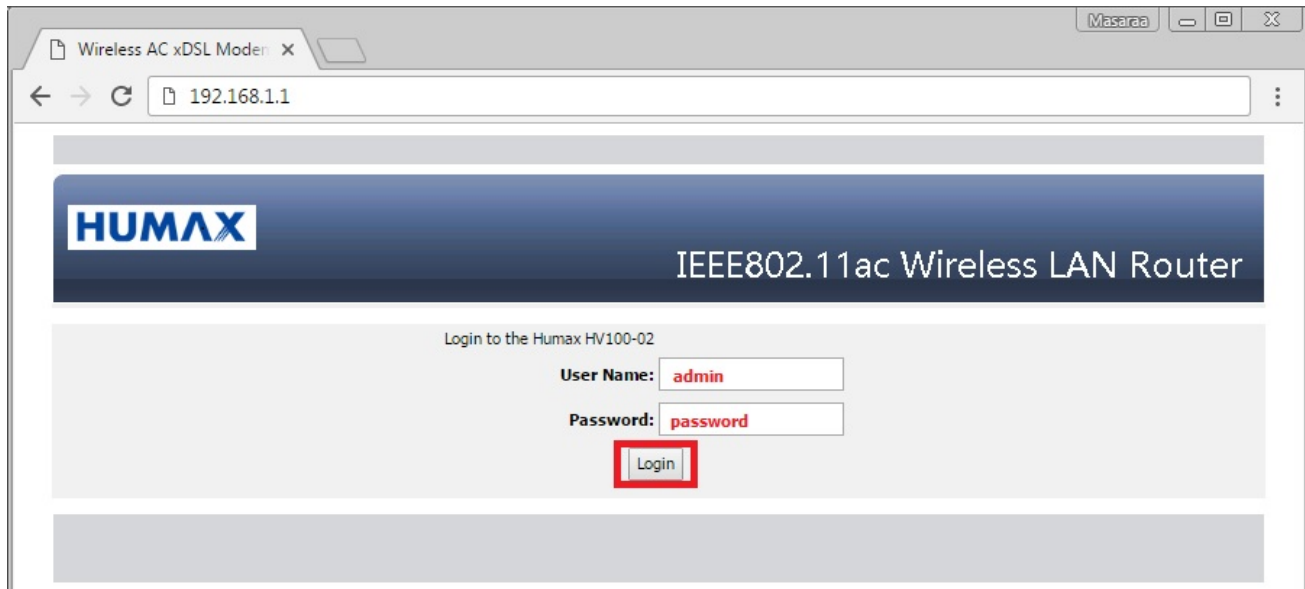 Masaraa
Wireless AC xDSL Modem
192.168.1.1
HUMAX
IEEE802.11ac Wireless LAN Router
Login to the Humax HV100-02
User Name: admin
Password: password
Login